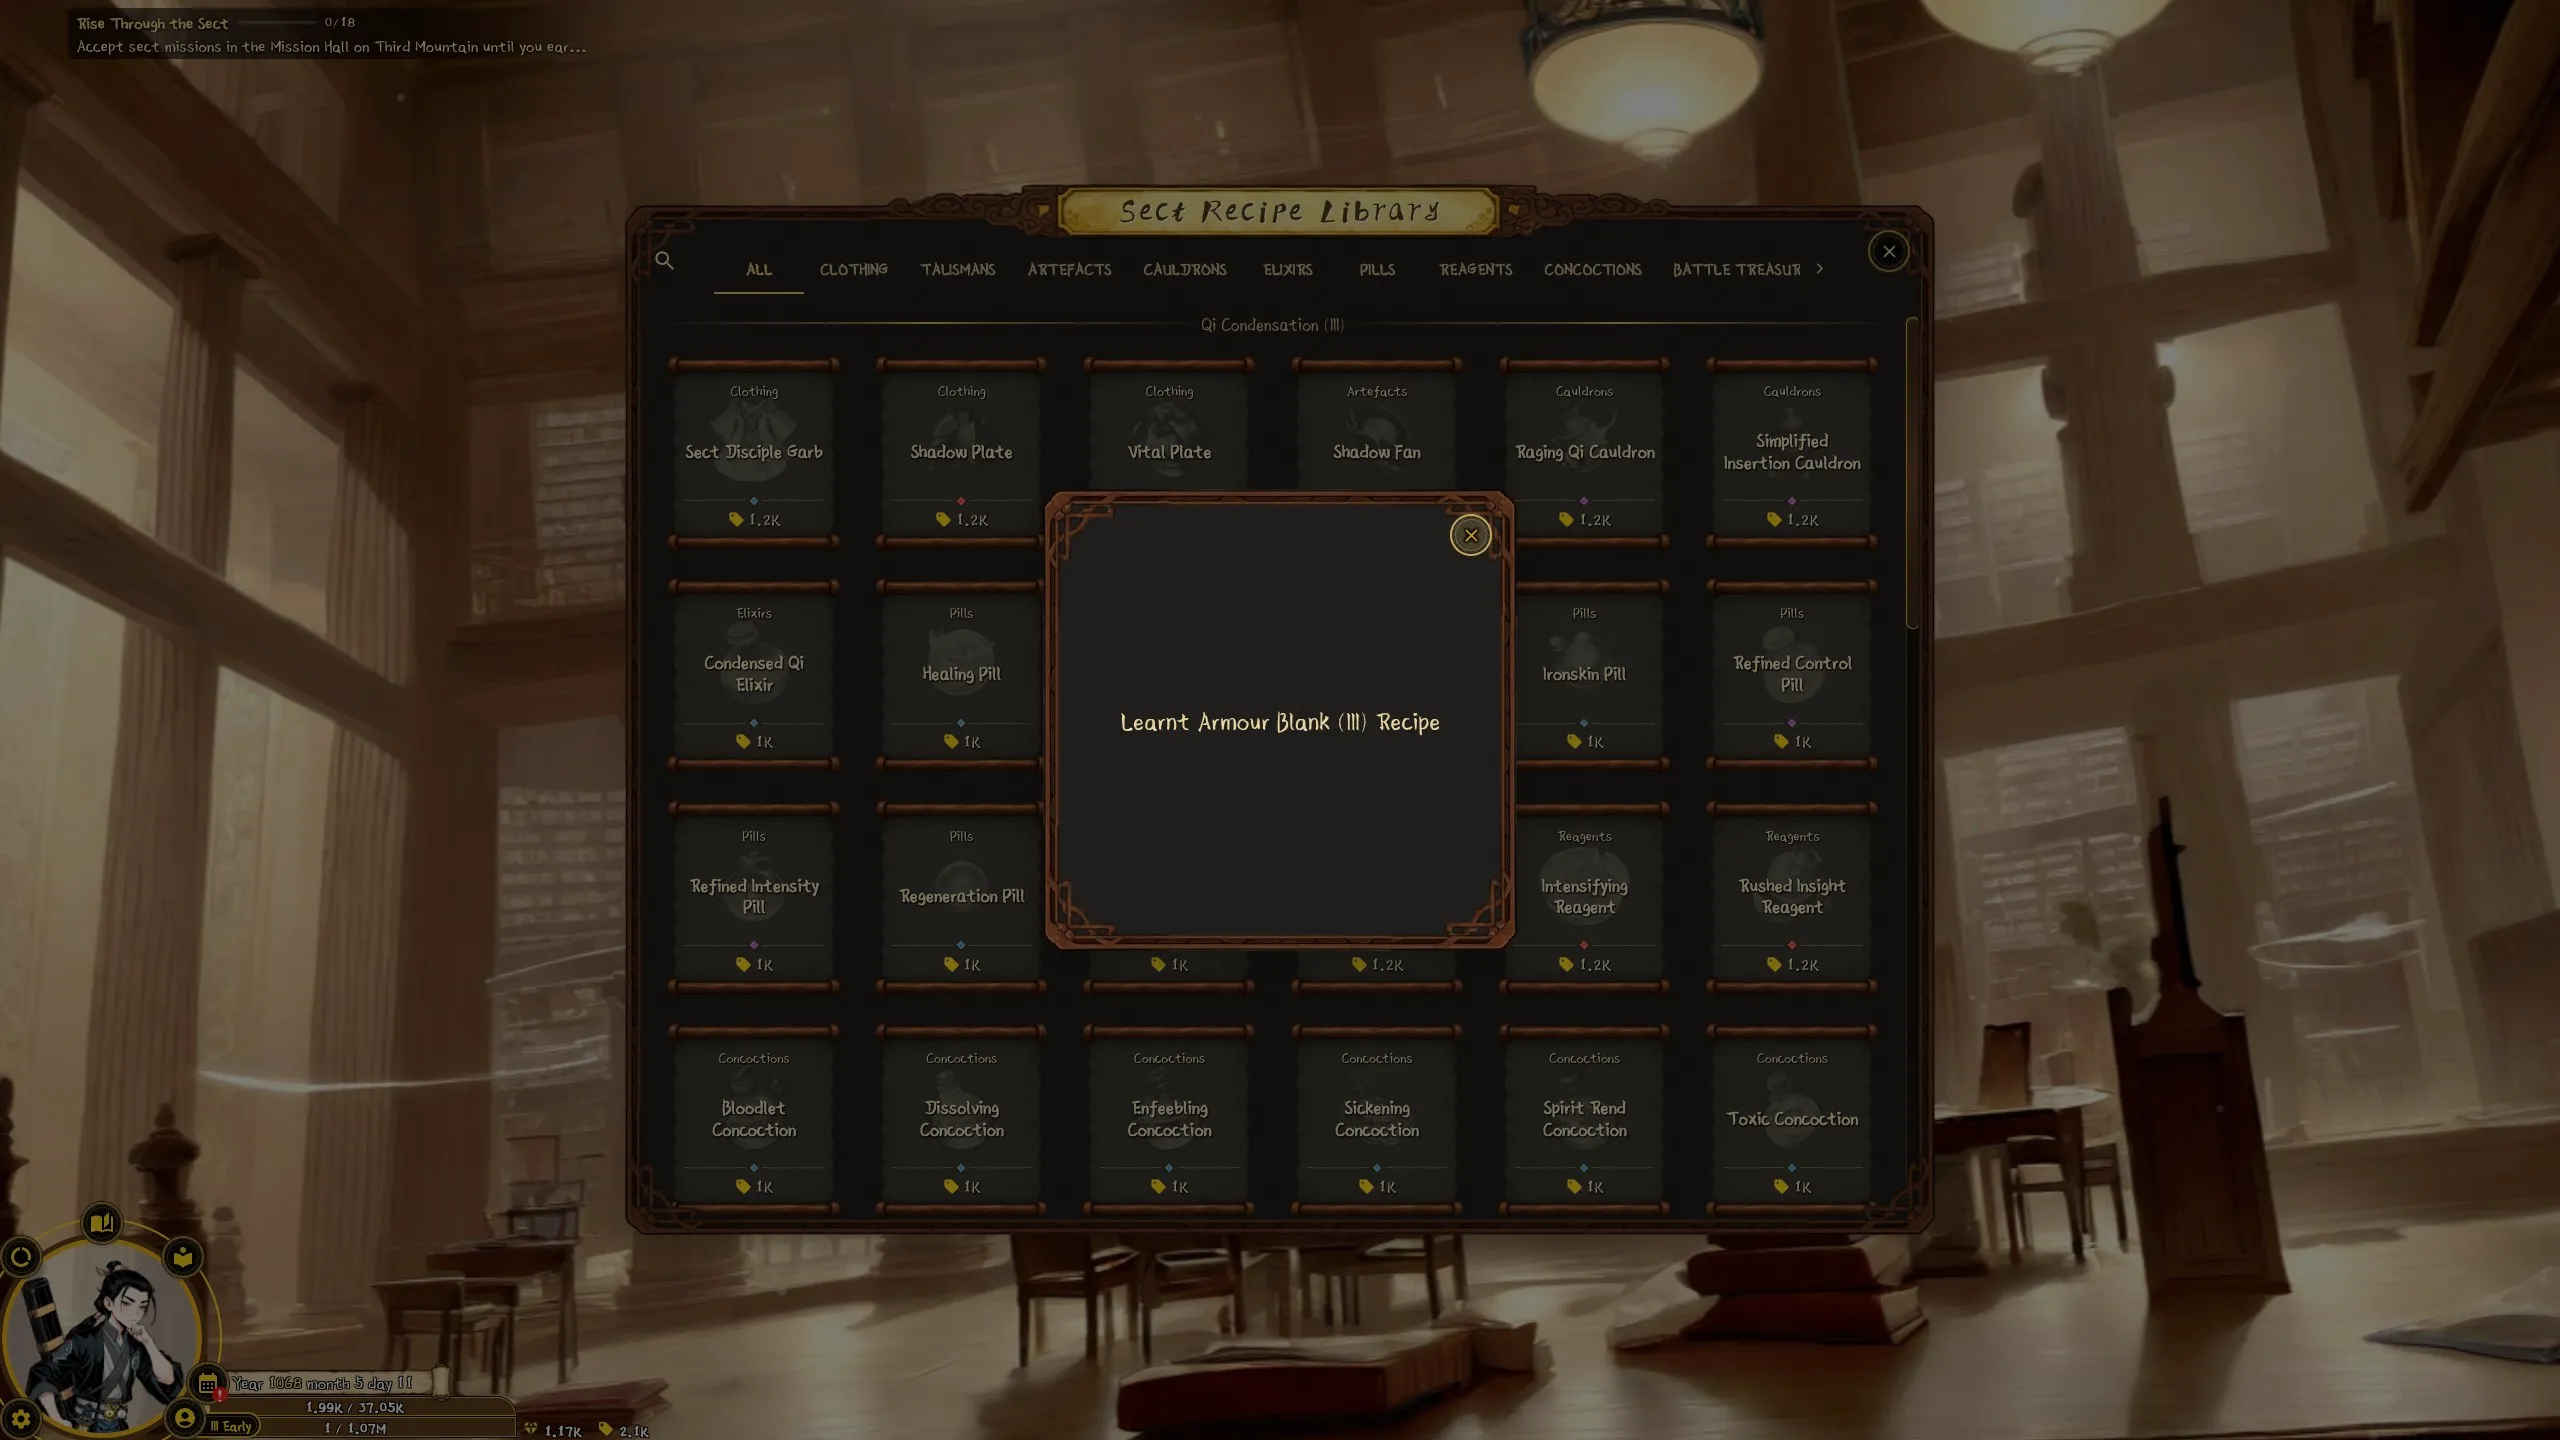 Rise Through the Sect 0/18
Accept sect missions in the Mission Hall on Third Mountain until you ear...
Sect Recipe Library
ALL CLOTHING TALISMANS ARTEFACTS CAULDRONS ELIXIRS PILLS REAGENTS CONCOCTIONS BATTLE TREASUR
Qi Condensation (III)
Clothing Clothing Clothing Artefacts Cauldrons Cauldrons
Sect Disciple Garb Shadow Plate Vital Plate Shadow Fan Raging Qi Cauldron Simplified Insertion Cauldron
1.2K 1.2K 1.2K 1.2K
Elixirs Pills Pills Pills
Condensed Qi Elixir Healing Pill Ironskin Pill Refined Control Pill
1K 1K 1K 1K
Learnt Armour Blank (III) Recipe
Pills Pills Reagents Reagents
Refined Intensity Pill Regeneration Pill Intensifying Reagent Rushed Insight Reagent
1K 1K 1K 1.2K 1.2K 1.2K
Concoctions Concoctions Concoctions Concoctions Concoctions Concoctions
Bloodlet Concoction Dissolving Concoction Enfeebling Concoction Sickening Concoction Spirit Rend Concoction Toxic Concoction
1K 1K 1K 1K 1K 1K
Year 1068 month 5 day 11
1.99K / 37.05K
III Early 1 / 1.07M 1.17K 2.1K